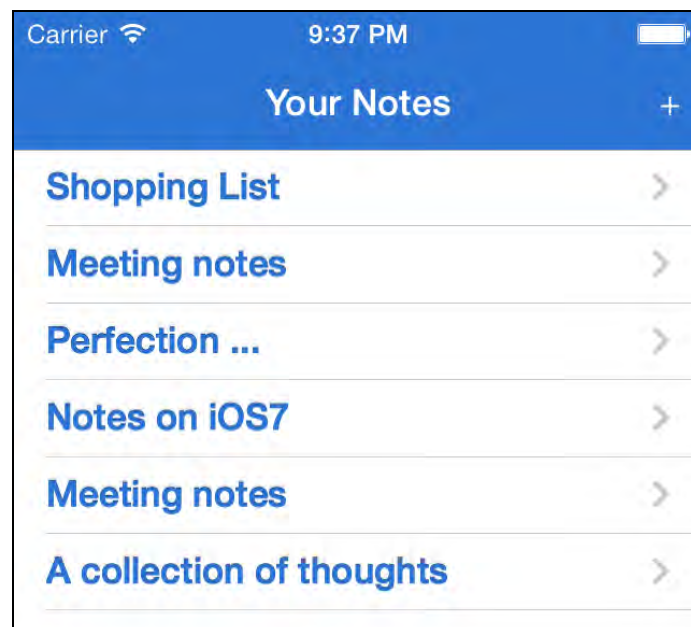 Carrier 9:37 PM
Your Notes +
Shopping List
Meeting notes
Perfection ...
Notes on iOS7
Meeting notes
A collection of thoughts